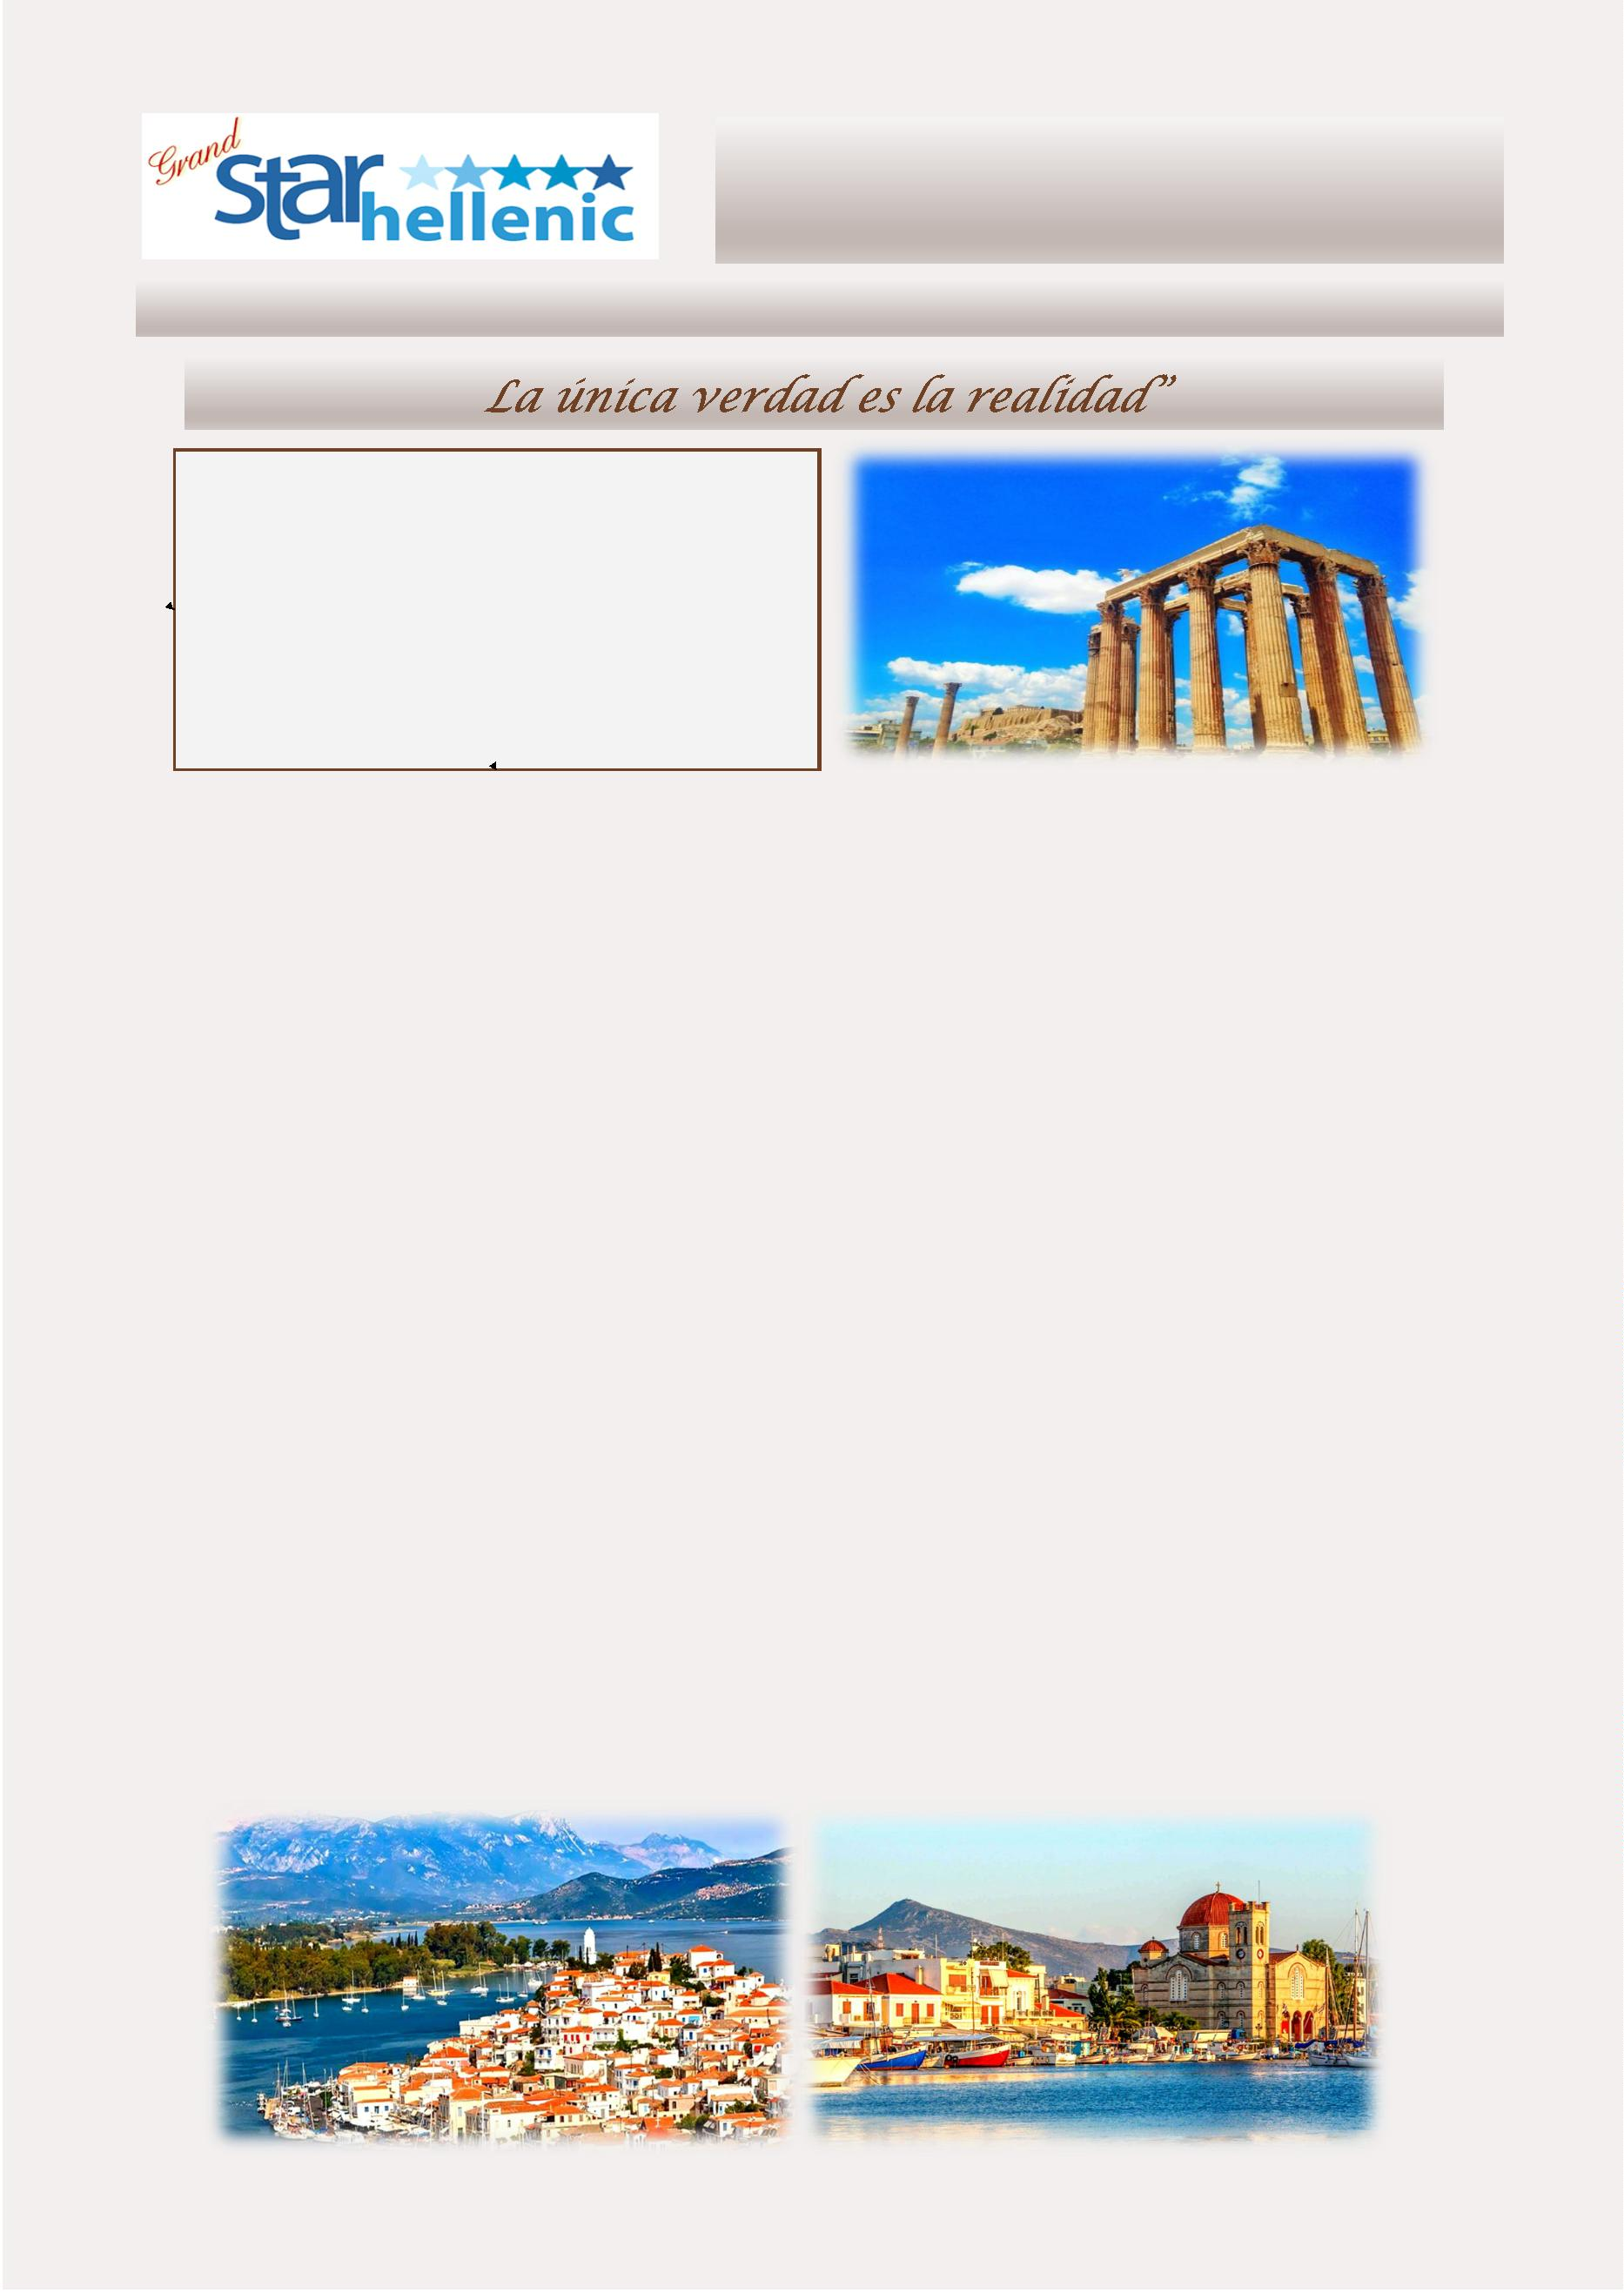 Grand
Star
hellenic
La única verdad es la realidad”